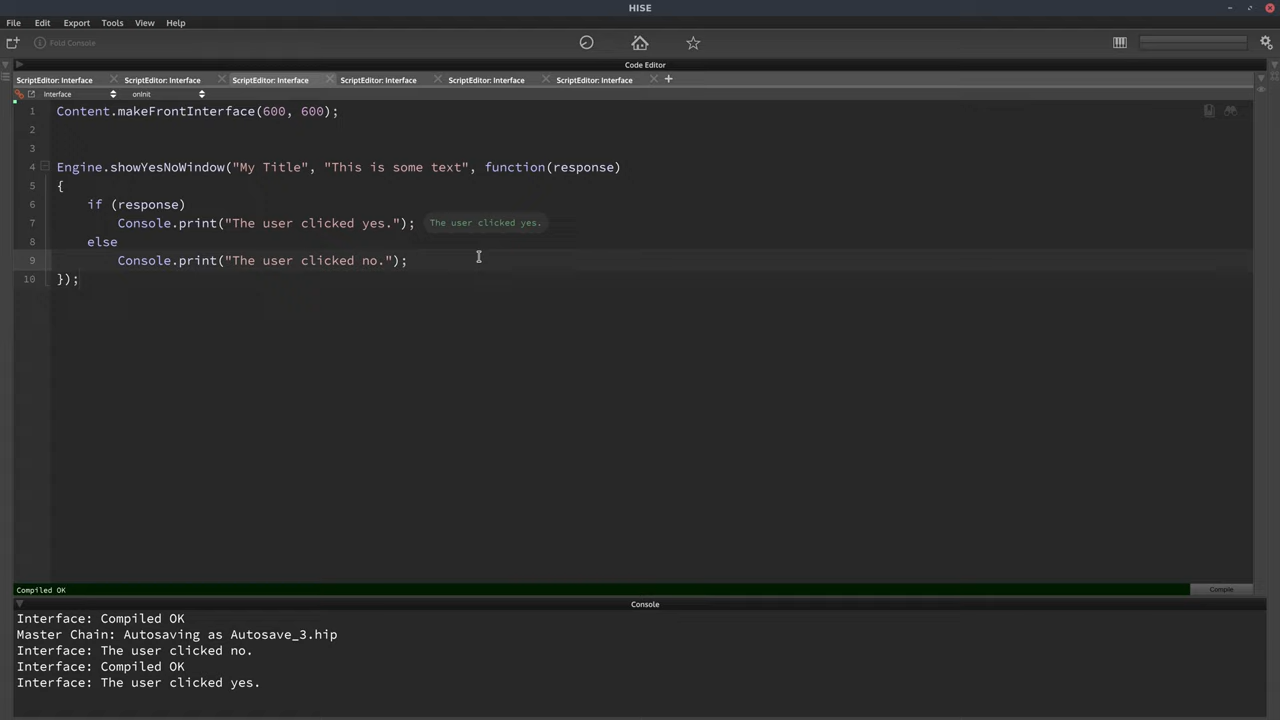 HISE
File Edit Export Tools View Help
Fold Console
Code Editor
ScriptEditor: Interface ScriptEditor: Interface ScriptEditor: Interface ScriptEditor: Interface ScriptEditor: Interface ScriptEditor: Interface
Interface onInit
1 Content.makeFrontInterface(600, 600);
2
3
4 Engine.showYesNoWindow("My Title", "This is some text", function(response)
5 {
6 if (response)
7 Console.print("The user clicked yes."); The user clicked yes.
8 else
9 Console.print("The user clicked no.");
10 });
Compiled OK Compile
Console
Interface: Compiled OK
Master Chain: Autosaving as Autosave_3.hip
Interface: The user clicked no.
Interface: Compiled OK
Interface: The user clicked yes.